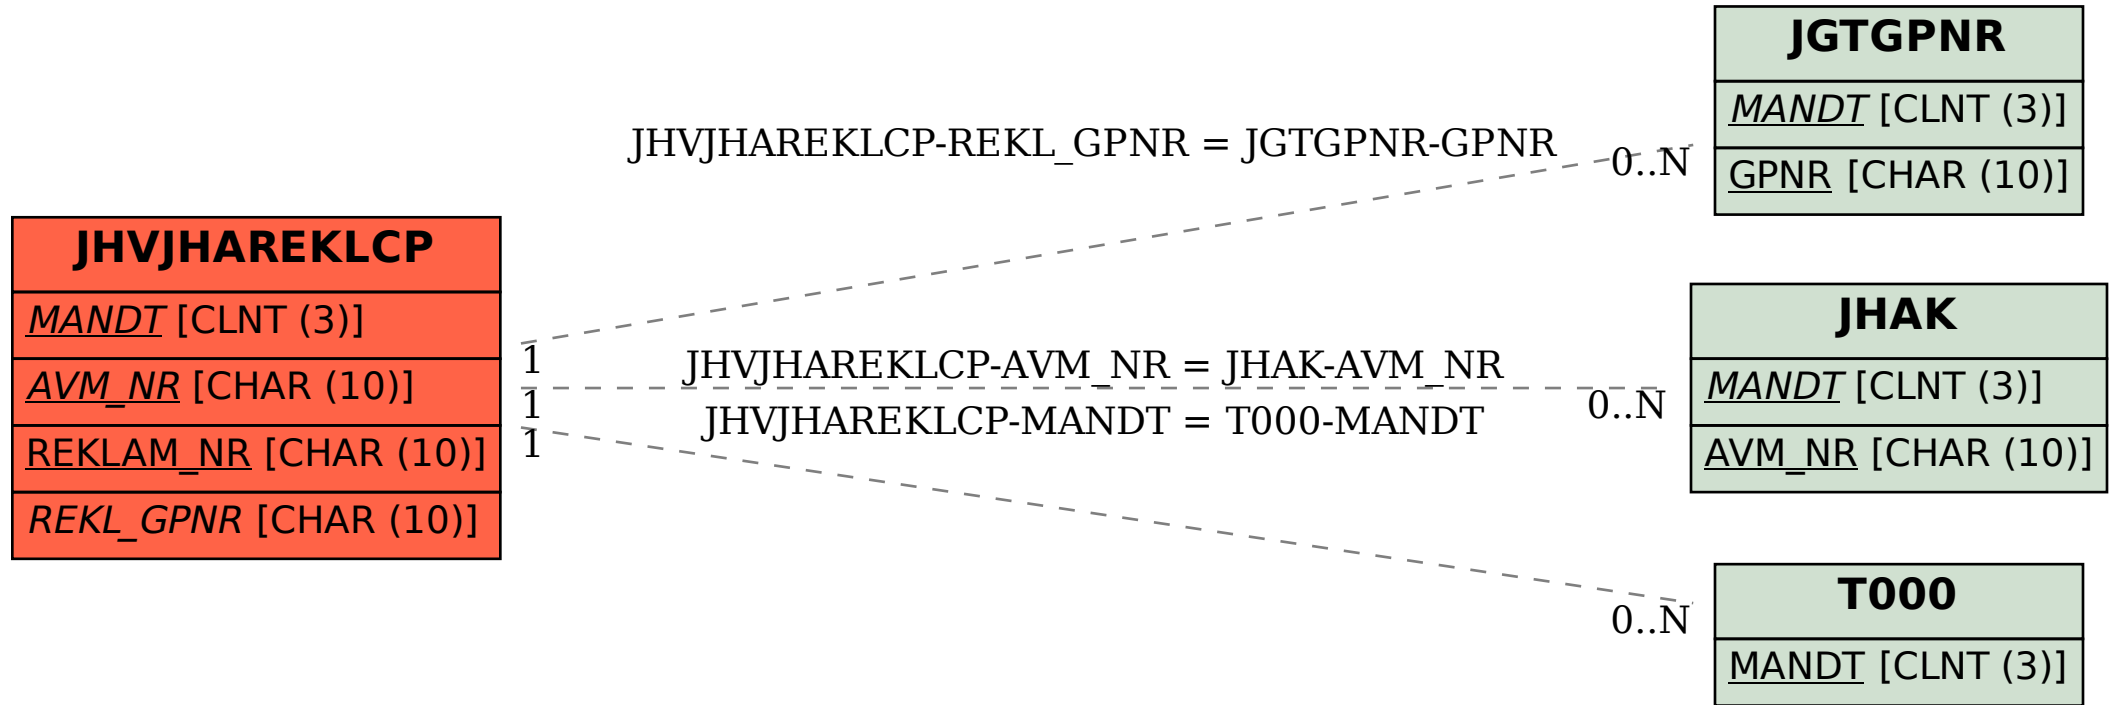 JHVJHAREKLCP
MANDT [CLNT (3)]
AVM_NR [CHAR (10)]
REKLAM_NR [CHAR (10)]
REKL_GPNR [CHAR (10)]
JHVJHAREKLCP-REKL_GPNR = JGTGPNR-GPNR
0..N
1
JHVJHAREKLCP-AVM_NR = JHAK-AVM_NR
0..N
1
JHVJHAREKLCP-MANDT = T000-MANDT
0..N
1
JGTGPNR
MANDT [CLNT (3)]
GPNR [CHAR (10)]
JHAK
MANDT [CLNT (3)]
AVM_NR [CHAR (10)]
T000
MANDT [CLNT (3)]